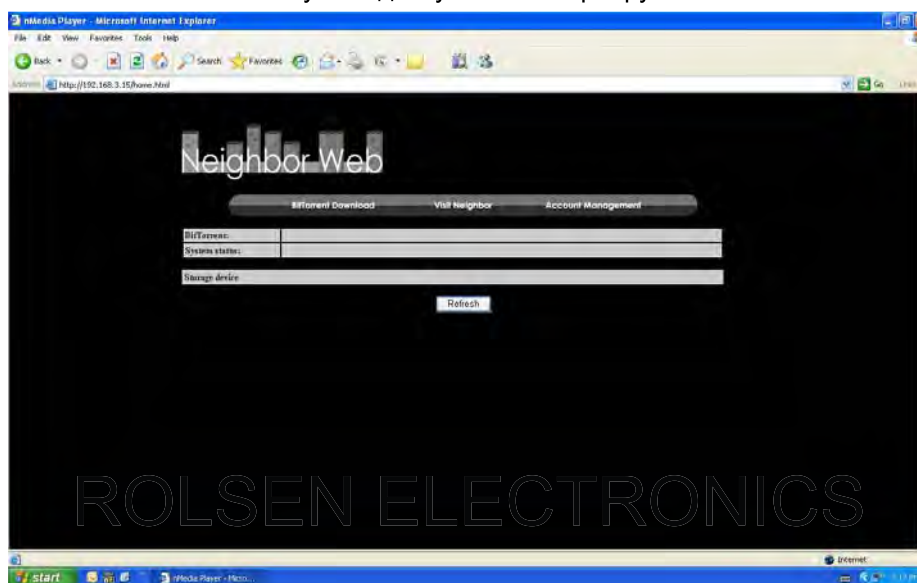 nMedia Player - Microsoft Internet Explorer
File Edit View Favorites Tools Help
Back Search Favorites
Address http://192.168.3.15/home.html Go Links
Neighbor Web
BitTorrent Download Visit Neighbor Account Management
BitTorrent:
System status:
Storage device
Refresh
ROLSEN ELECTRONICS
Internet
start nMedia Player - Micro...